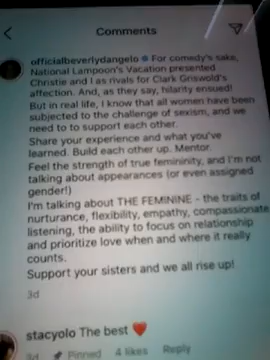 Comments
officialbeverlydangelo For comedy's sake,
National Lampoon's Vacation presented
Christie and I as rivals for Clark Griswold's
affection. And, as they say, hilarity ensued!
But in real life, I know that all women have been
subjected to the challenge of sexism, and we
need to to support each other.
Share your experience and what you've
learned. Build each other up. Mentor.
Feel the strength of true femininity, and I'm not
talking about appearances (or even assigned
gender!)
I'm talking about THE FEMININE - the traits of
nurturance, flexibility, empathy, compassionate
listening, the ability to focus on relationship
and prioritize love when and where it really
counts.
Support your sisters and we all rise up!
3d
stacyolo The best ❤️
Pinned 4 likes Reply